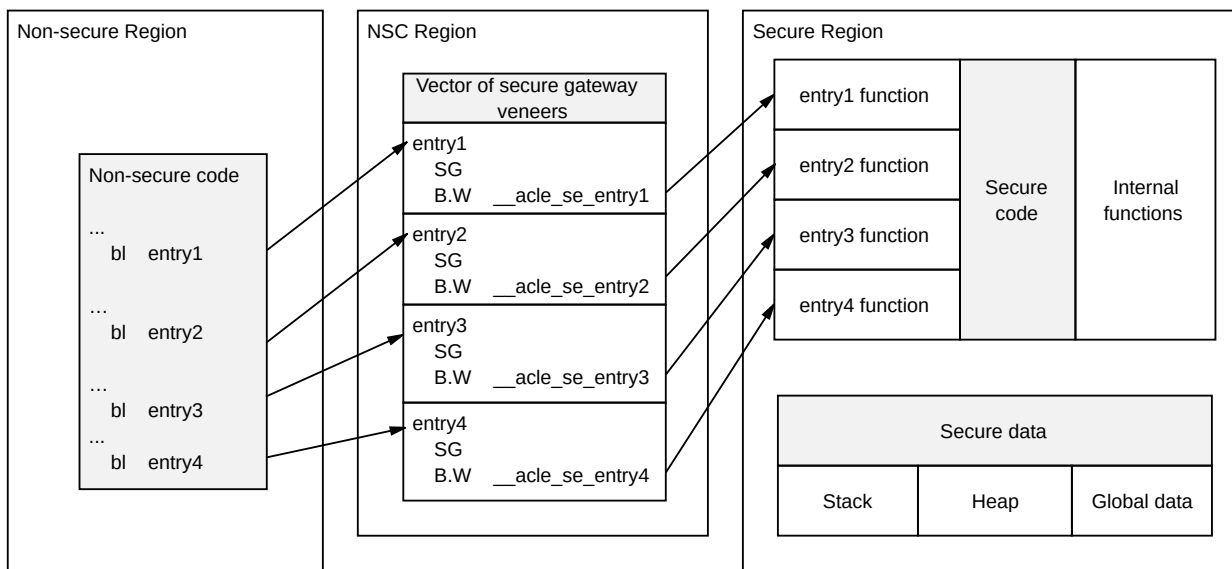 Non-secure Region
Non-secure code
...
bl entry1
...
bl entry2
...
bl entry3
...
bl entry4
NSC Region
Vector of secure gateway
veneers
entry1
SG
B.W __acle_se_entry1
entry2
SG
B.W __acle_se_entry2
entry3
SG
B.W __acle_se_entry3
entry4
SG
B.W __acle_se_entry4
Secure Region
entry1 function
entry2 function
entry3 function
entry4 function
Secure
code
Internal
functions
Secure data
Stack
Heap
Global data